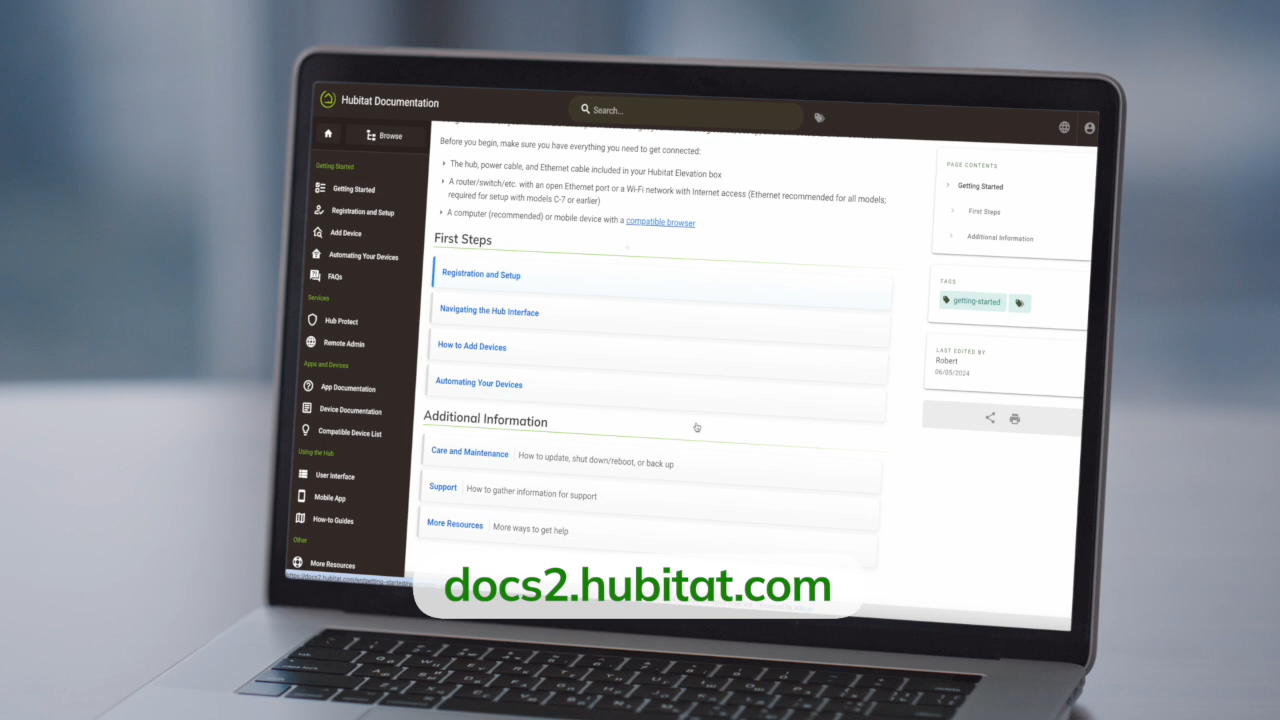 Hubitat Documentation
Search...
Browse
Getting Started
Getting Started
Registration and Setup
Add Device
Automating Your Devices
FAQs
Services
Hub Protect
Remote Admin
Apps and Devices
App Documentation
Device Documentation
Compatible Device List
Using the Hub
User Interface
Mobile App
How-to Guides
Other
More Resources
Before you begin, make sure you have everything you need to get connected:
The hub, power cable, and Ethernet cable included in your Hubitat Elevation box
A router/switch/etc. with an open Ethernet port or a Wi-Fi network with Internet access (Ethernet recommended for all models;
required for setup with models C-7 or earlier)
A computer (recommended) or mobile device with a compatible browser
First Steps
Registration and Setup
Navigating the Hub Interface
How to Add Devices
Automating Your Devices
Additional Information
Care and Maintenance How to update, shut down/reboot, or back up
Support How to gather information for support
More Resources More ways to get help
PAGE CONTENTS
Getting Started
First Steps
Additional Information
TAGS
getting-started
LAST EDITED BY
Robert
06/05/2024
docs2.hubitat.com